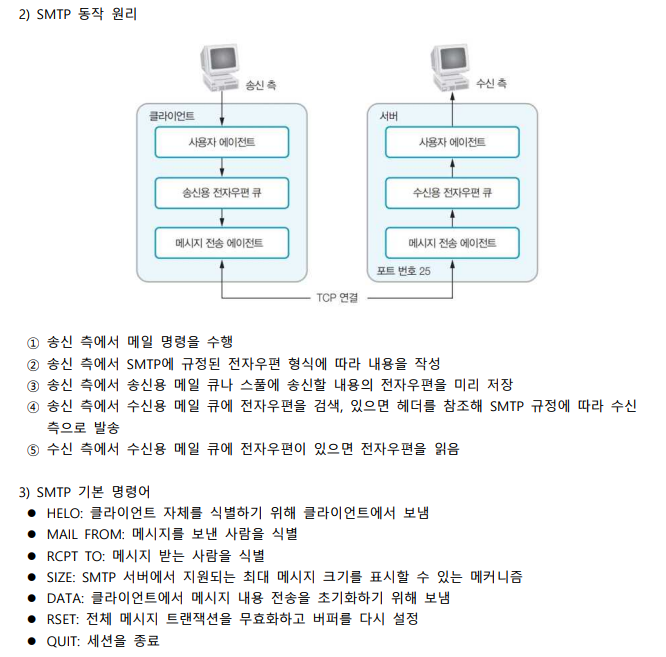 2) SMTP 동작 원리
송신 측
수신 측
클라이언트
서버
사용자 에이전트
사용자 에이전트
송신용 전자우편 큐
수신용 전자우편 큐
메시지 전송 에이전트
메시지 전송 에이전트
포트 번호 25
TCP 연결
① 송신 측에서 메일 명령을 수행
② 송신 측에서 SMTP에 규정된 전자우편 형식에 따라 내용을 작성
③ 송신 측에서 송신용 메일 큐나 스풀에 송신할 내용의 전자우편을 미리 저장
④ 송신 측에서 수신용 메일 큐에 전자우편을 검색, 있으면 헤더를 참조해 SMTP 규정에 따라 수신
측으로 발송
⑤ 수신 측에서 수신용 메일 큐에 전자우편이 있으면 전자우편을 읽음
3) SMTP 기본 명령어
● HELO: 클라이언트 자체를 식별하기 위해 클라이언트에서 보냄
● MAIL FROM: 메시지를 보낸 사람을 식별
● RCPT TO: 메시지 받는 사람을 식별
● SIZE: SMTP 서버에서 지원되는 최대 메시지 크기를 표시할 수 있는 메커니즘
● DATA: 클라이언트에서 메시지 내용 전송을 초기화하기 위해 보냄
● RSET: 전체 메시지 트랜잭션을 무효화하고 버퍼를 다시 설정
● QUIT: 세션을 종료